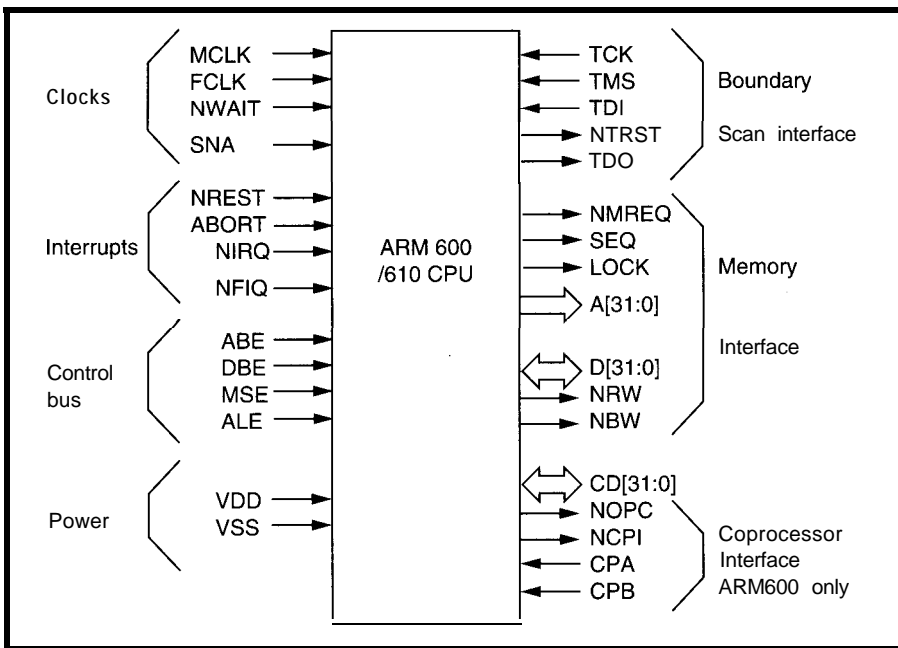 Clocks
MCLK
FCLK
NWAIT
SNA
Interrupts
NREST
ABORT
NIRQ
NFIQ
Control
bus
ABE
DBE
MSE
ALE
Power
VDD
VSS
ARM 600
/610 CPU
TCK
TMS
TDI
NTRST
TDO
Boundary
Scan interface
NMREQ
SEQ
LOCK
A[31:0]
D[31:0]
NRW
NBW
Memory
Interface
CD[31:0]
NOPC
NCPI
CPA
CPB
Coprocessor
Interface
ARM600 only